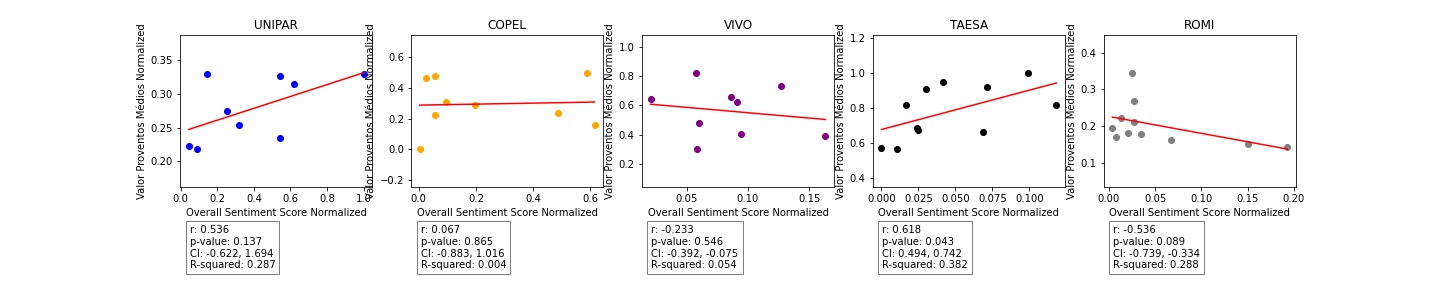 UNIPAR
Valor Proventos Médios Normalized
0.35
0.30
0.25
0.20
0.0 0.2 0.4 0.6 0.8 1.0
Overall Sentiment Score Normalized
r: 0.536
p-value: 0.137
CI: -0.622, 1.694
R-squared: 0.287
COPEL
Valor Proventos Médios Normalized
0.6
0.4
0.2
0.0
−0.2
0.0 0.2 0.4 0.6
Overall Sentiment Score Normalized
r: 0.067
p-value: 0.865
CI: -0.883, 1.016
R-squared: 0.004
VIVO
Valor Proventos Médios Normalized
1.0
0.8
0.6
0.4
0.2
0.05 0.10 0.15
Overall Sentiment Score Normalized
r: -0.233
p-value: 0.546
CI: -0.392, -0.075
R-squared: 0.054
TAESA
Valor Proventos Médios Normalized
1.2
1.0
0.8
0.6
0.4
0.000 0.025 0.050 0.075 0.100
Overall Sentiment Score Normalized
r: 0.618
p-value: 0.043
CI: 0.494, 0.742
R-squared: 0.382
ROMI
Valor Proventos Médios Normalized
0.4
0.3
0.2
0.1
0.00 0.05 0.10 0.15 0.20
Overall Sentiment Score Normalized
r: -0.536
p-value: 0.089
CI: -0.739, -0.334
R-squared: 0.288